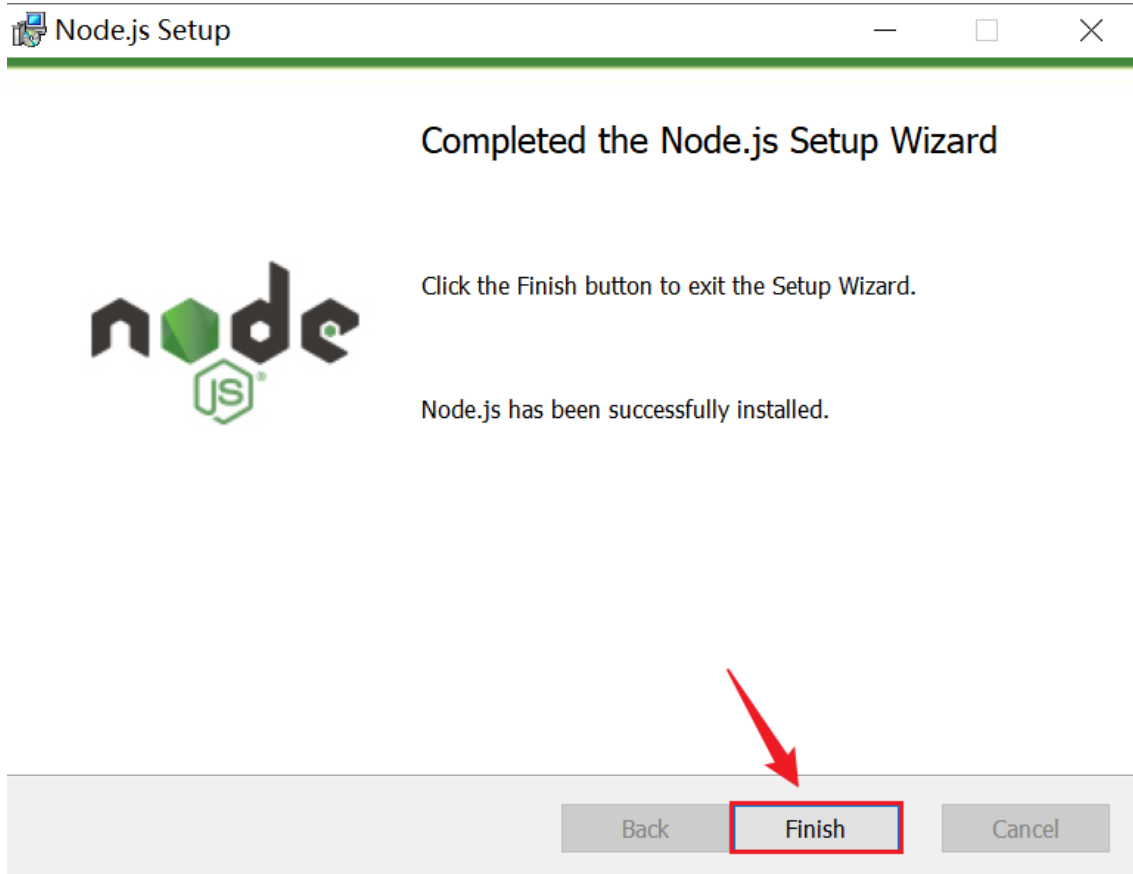 Node.js Setup
Completed the Node.js Setup Wizard
Click the Finish button to exit the Setup Wizard.
node
JS
Node.js has been successfully installed.
Back
Finish
Cancel